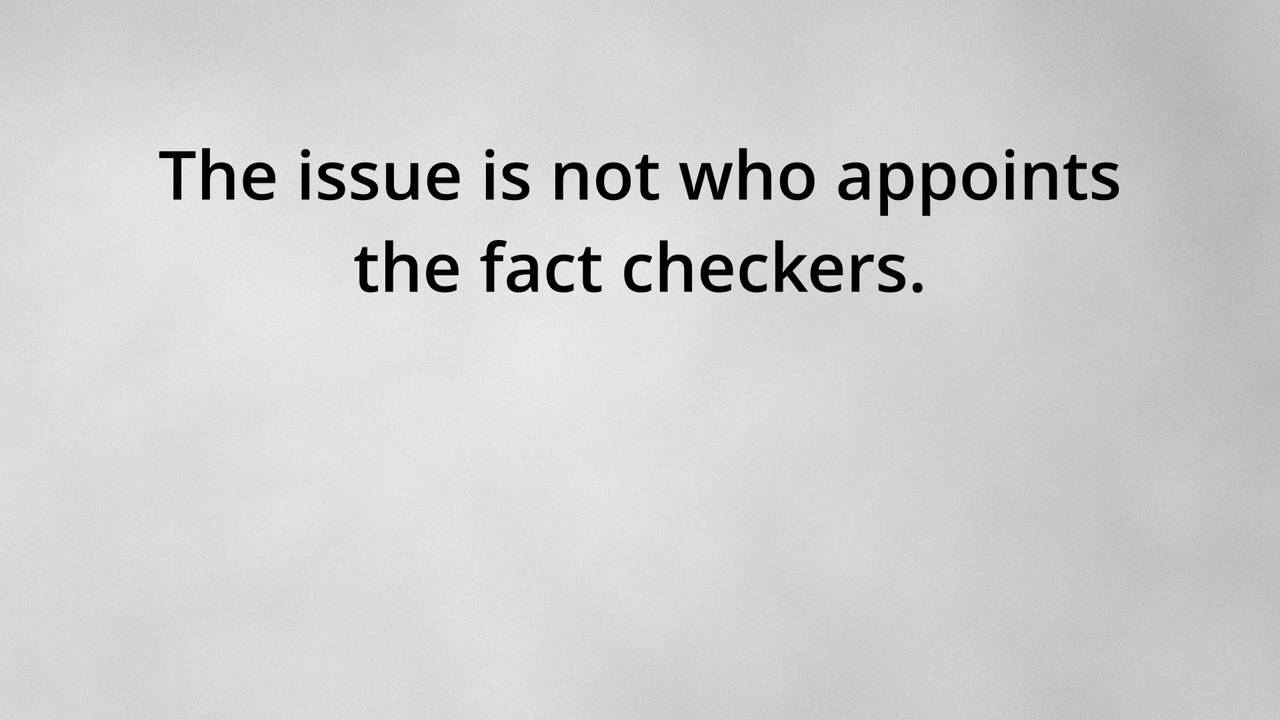 The issue is not who appoints
the fact checkers.